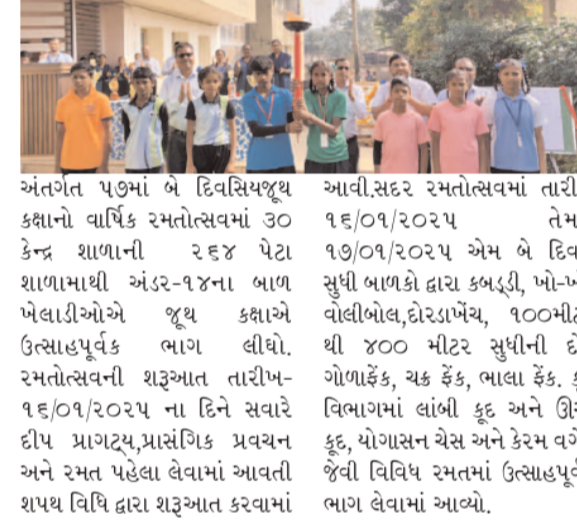 અંતર્ગત ૫૭માં બે દિવસિયજૂથ
કક્ષાનો વાર્ષિક રમતોત્સવમાં ૩૦
કેન્દ્ર શાળાની ૨૬૪ પેટા
શાળામાથી અંડર-૧૪ના બાળ
ખેલાડીઓએ જૂથ કક્ષાએ
ઉત્સાહપૂર્વક ભાગ લીધો.
રમતોત્સવની શરૂઆત તારીખ-
૧૬/૦૧/૨૦૨૫ ના દિને સવારે
દીપ પ્રાગટ્ય,પ્રાસંગિક પ્રવચન
અને રમત પહેલા લેવામાં આવતી
શપથ વિધિ દ્વારા શરૂઆત કરવામાં
આવી.સદર રમતોત્સવમાં
૧૬/૦૧/૨૦૨૫
૧૭/૦૧/૨૦૨૫ એમ બે
સુધી બાળકો દ્વારા કબડ્ડી,
વોલીબોલ,દોરડાખેંચ,
થી ૪૦૦ મીટર સુધીની
ગોળાફેંક, ચક્ર ફેંક, ભાલા ફેંક.
વિભાગમાં લાંબી કૂદ અને
કૂદ, યોગાસન ચેસ અને કેરમ
જેવી વિવિધ રમતમાં
ભાગ લેવામાં આવ્યો.